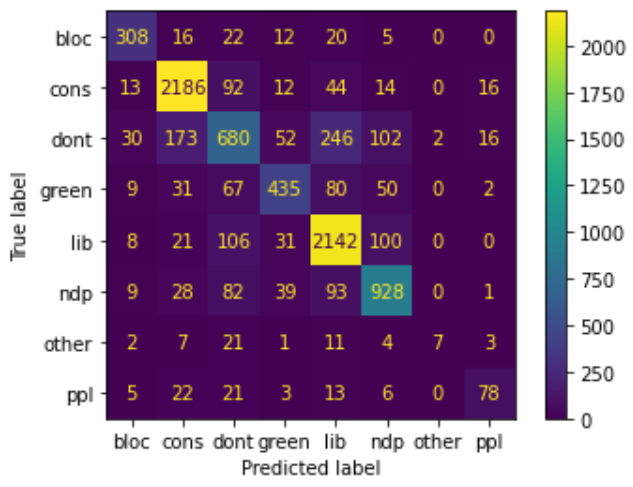 bloc 308 16 22 12 20 5 0 0
cons 13 2186 92 12 44 14 0 16
dont 30 173 680 52 246 102 2 16
green 9 31 67 435 80 50 0 2
lib 8 21 106 31 2142 100 0 0
ndp 9 28 82 39 93 928 0 1
other 2 7 21 1 11 4 7 3
ppl 5 22 21 3 13 6 0 78
bloc cons dont green lib ndp other ppl
Predicted label
True label
2000
1750
1500
1250
1000
750
500
250
0